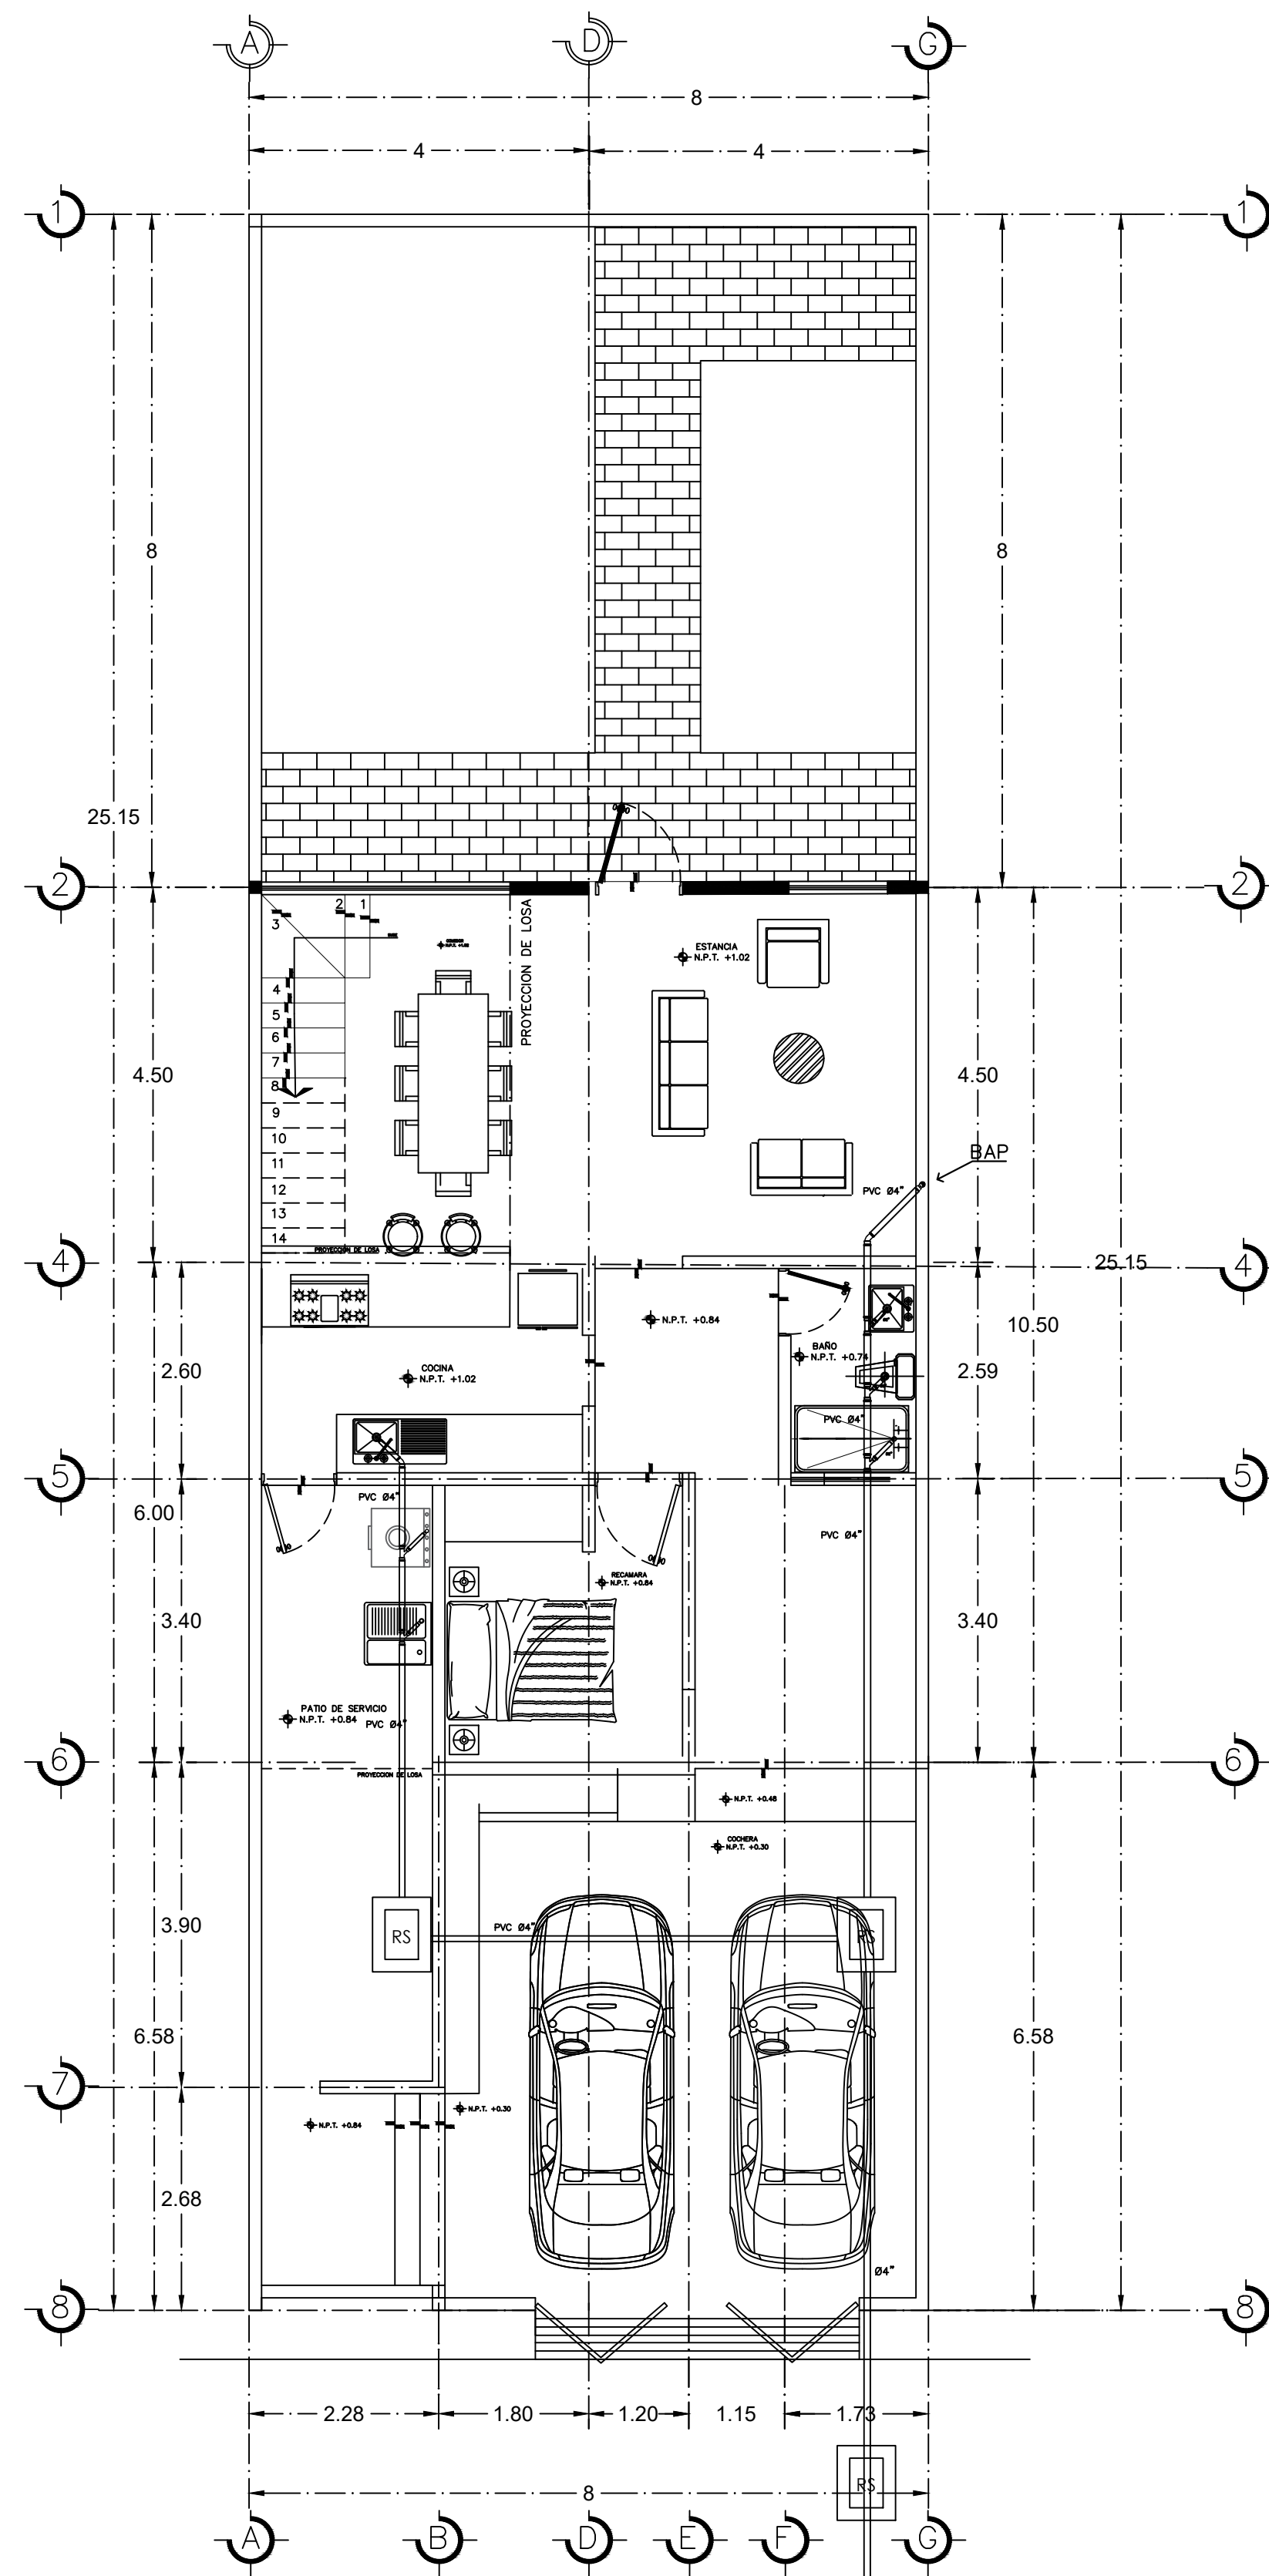 A
D
G
8
4
4
1
1
8
8
25.15
2
2
2
1
3
PROYECCION DE LOSA
ESTANCIA
N.P.T. +1.02
4
5
6
7
8
9
10
11
12
13
14
4.50
4.50
BAP
PVC Ø4"
PROYECCION DE LOSA
4
4
25.15
N.P.T. +0.84
BAÑO
N.P.T. +0.74
10.50
COCINA
N.P.T. +1.02
2.60
2.59
PVC Ø4"
5
5
PVC Ø4"
6.00
PVC Ø4"
RECAMARA
N.P.T. +0.84
3.40
3.40
PATIO DE SERVICIO
N.P.T. +0.84
PVC Ø4"
6
6
PROYECCION DE LOSA
N.P.T. +0.48
COCHERA
N.P.T. +0.30
3.90
PVC Ø4"
RS
RS
6.58
6.58
7
N.P.T. +0.30
N.P.T. +0.84
2.68
Ø4"
8
8
2.28
1.80
1.20
1.15
1.73
RS
8
A
B
D
E
F
G